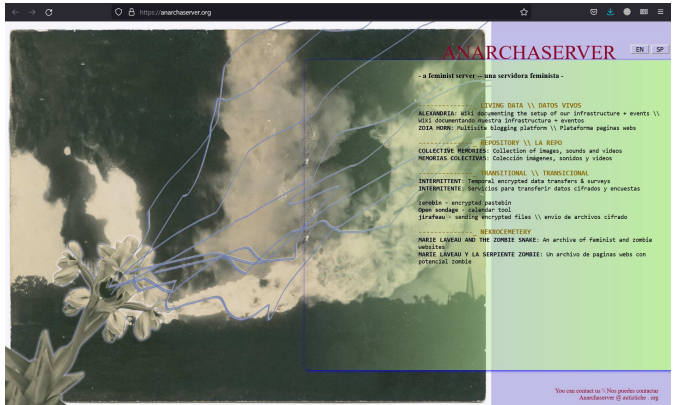 https://anarchaserver.org
ANARCHASERVER
EN SP
- a feminist server -- una servidora feminista -
LIVING DATA \\ DATOS VIVOS
ALEXANDRIA: Wiki documenting the setup of our infrastructure + events \\
Wiki documentando nuestra infrastructura + eventos
ZOIA HORN: Multisite blogging platform \\ Plataforma paginas webs
REPOSITORY \\ LA REPO
COLLECTIVE MEMORIES: Collection of images, sounds and videos
MEMORIAS COLECTIVAS: Colección imágenes, sonidos y videos
TRANSITIONAL \\ TRANSICIONAL
INTERMITTENT: Temporal encrypted data transfers & surveys
INTERMITENTE: Servicios para transferir datos cifrados y encuestas
zerobin - encrypted pastebin
Open sondage - calendar tool
jirafeau - sending encrypted files \\ envio de archivos cifrado
NEKROCEMETERY
MARIE LAVEAU AND THE ZOMBIE SNAKE: An archive of feminist and zombie
websites
MARIE LAVEAU Y LA SERPIENTE ZOMBIE: Un archivo de paginas webs con
potencial zombie
You can contact us \\ Nos puedes contactar
Anarchaserver @ autistiche . org